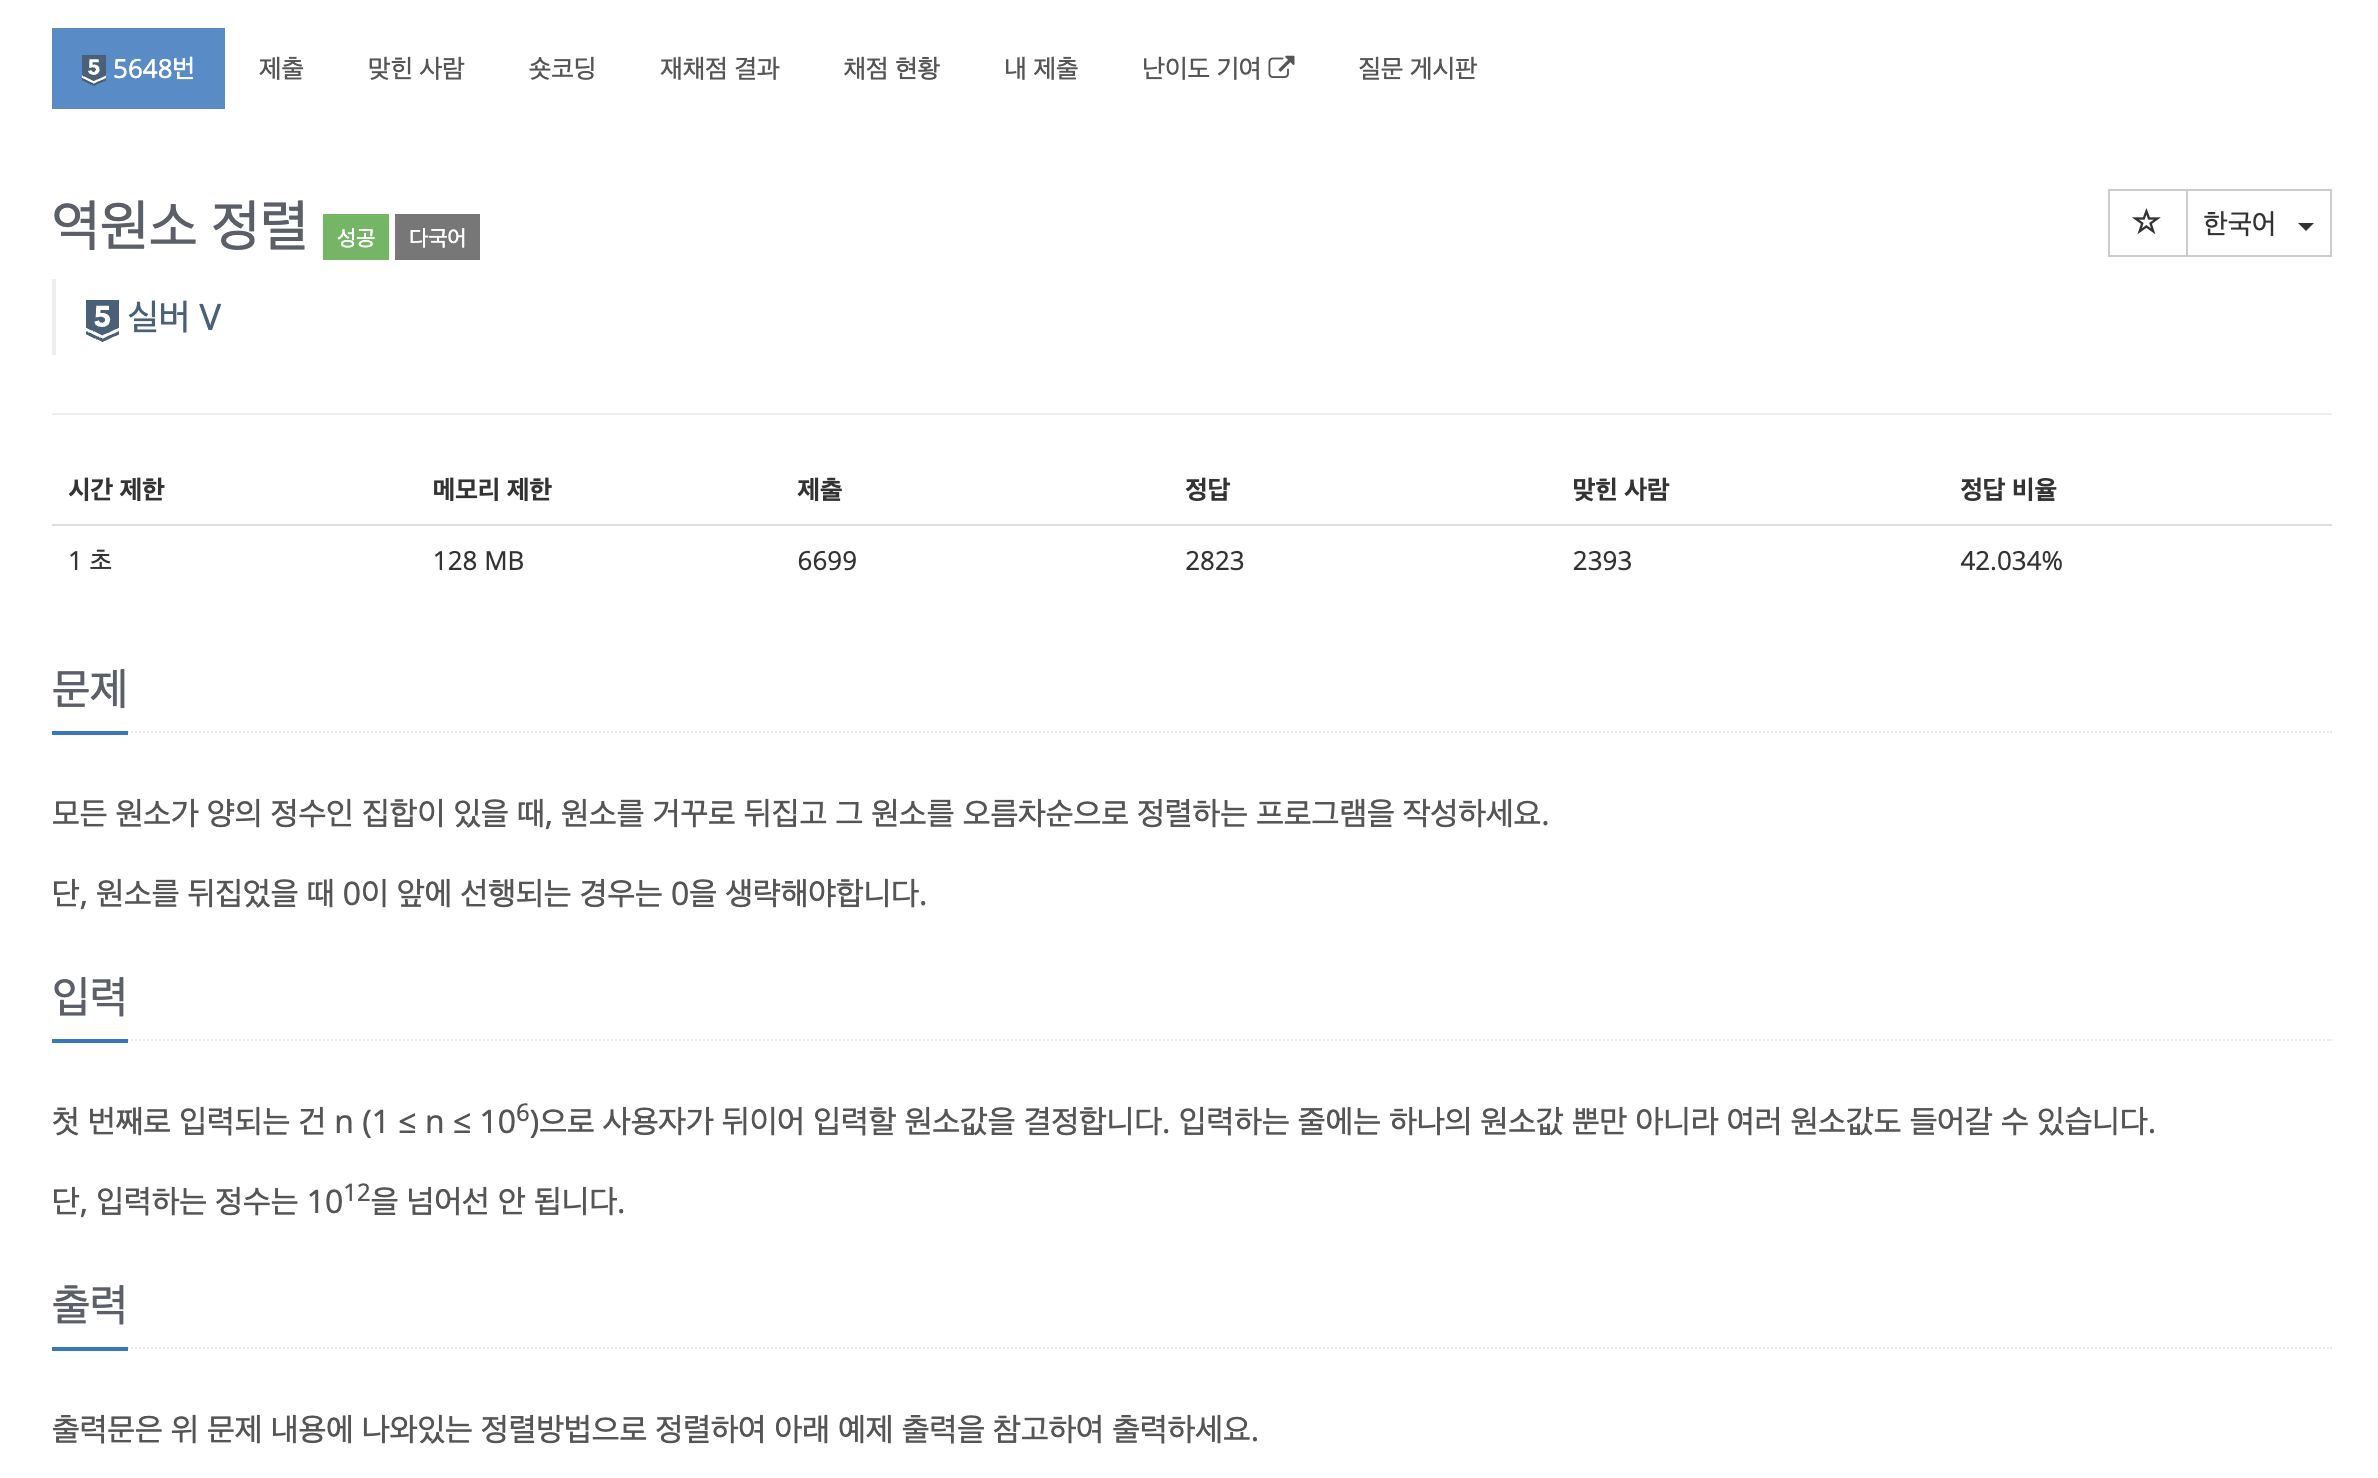 5 5648번 제출 맞힌 사람 숏코딩 재채점 결과 채점 현황 내 제출 난이도 기여 질문 게시판
역원소 정렬 성공 다국어 ☆ 한국어
5 실버 V
시간 제한 메모리 제한 제출 정답 맞힌 사람 정답 비율
1 초 128 MB 6699 2823 2393 42.034%
문제
모든 원소가 양의 정수인 집합이 있을 때, 원소를 거꾸로 뒤집고 그 원소를 오름차순으로 정렬하는 프로그램을 작성하세요.
단, 원소를 뒤집었을 때 0이 앞에 선행되는 경우는 0을 생략해야합니다.
입력
첫 번째로 입력되는 건 n (1 ≤ n ≤ 10⁶)으로 사용자가 뒤이어 입력할 원소값을 결정합니다. 입력하는 줄에는 하나의 원소값 뿐만 아니라 여러 원소값도 들어갈 수 있습니다.
단, 입력하는 정수는 10¹²을 넘어선 안 됩니다.
출력
출력문은 위 문제 내용에 나와있는 정렬방법으로 정렬하여 아래 예제 출력을 참고하여 출력하세요.